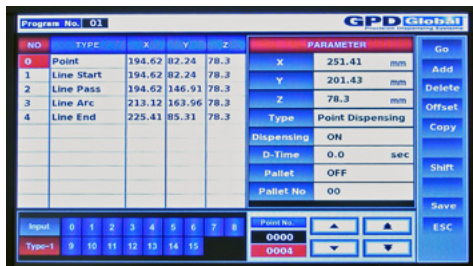 Program No. 01
GPD Global
Precision Dispensing Systems
NO TYPE X Y Z
0 Point 194.62 82.24 78.3
1 Line Start 194.62 82.24 78.3
2 Line Pass 194.62 146.91 78.3
3 Line Arc 213.12 163.96 78.3
4 Line End 225.41 85.31 78.3
PARAMETER
X 251.41 mm
Y 201.43 mm
Z 78.3 mm
Type Point Dispensing
Dispensing ON
D-Time 0.0 sec
Pallet OFF
Pallet No 00
Go
Add
Delete
Offset
Copy
Shift
Save
ESC
Input 0 1 2 3 4 5 6 7 8
Type-1 9 10 11 12 13 14 15
Point No.
0000
0004